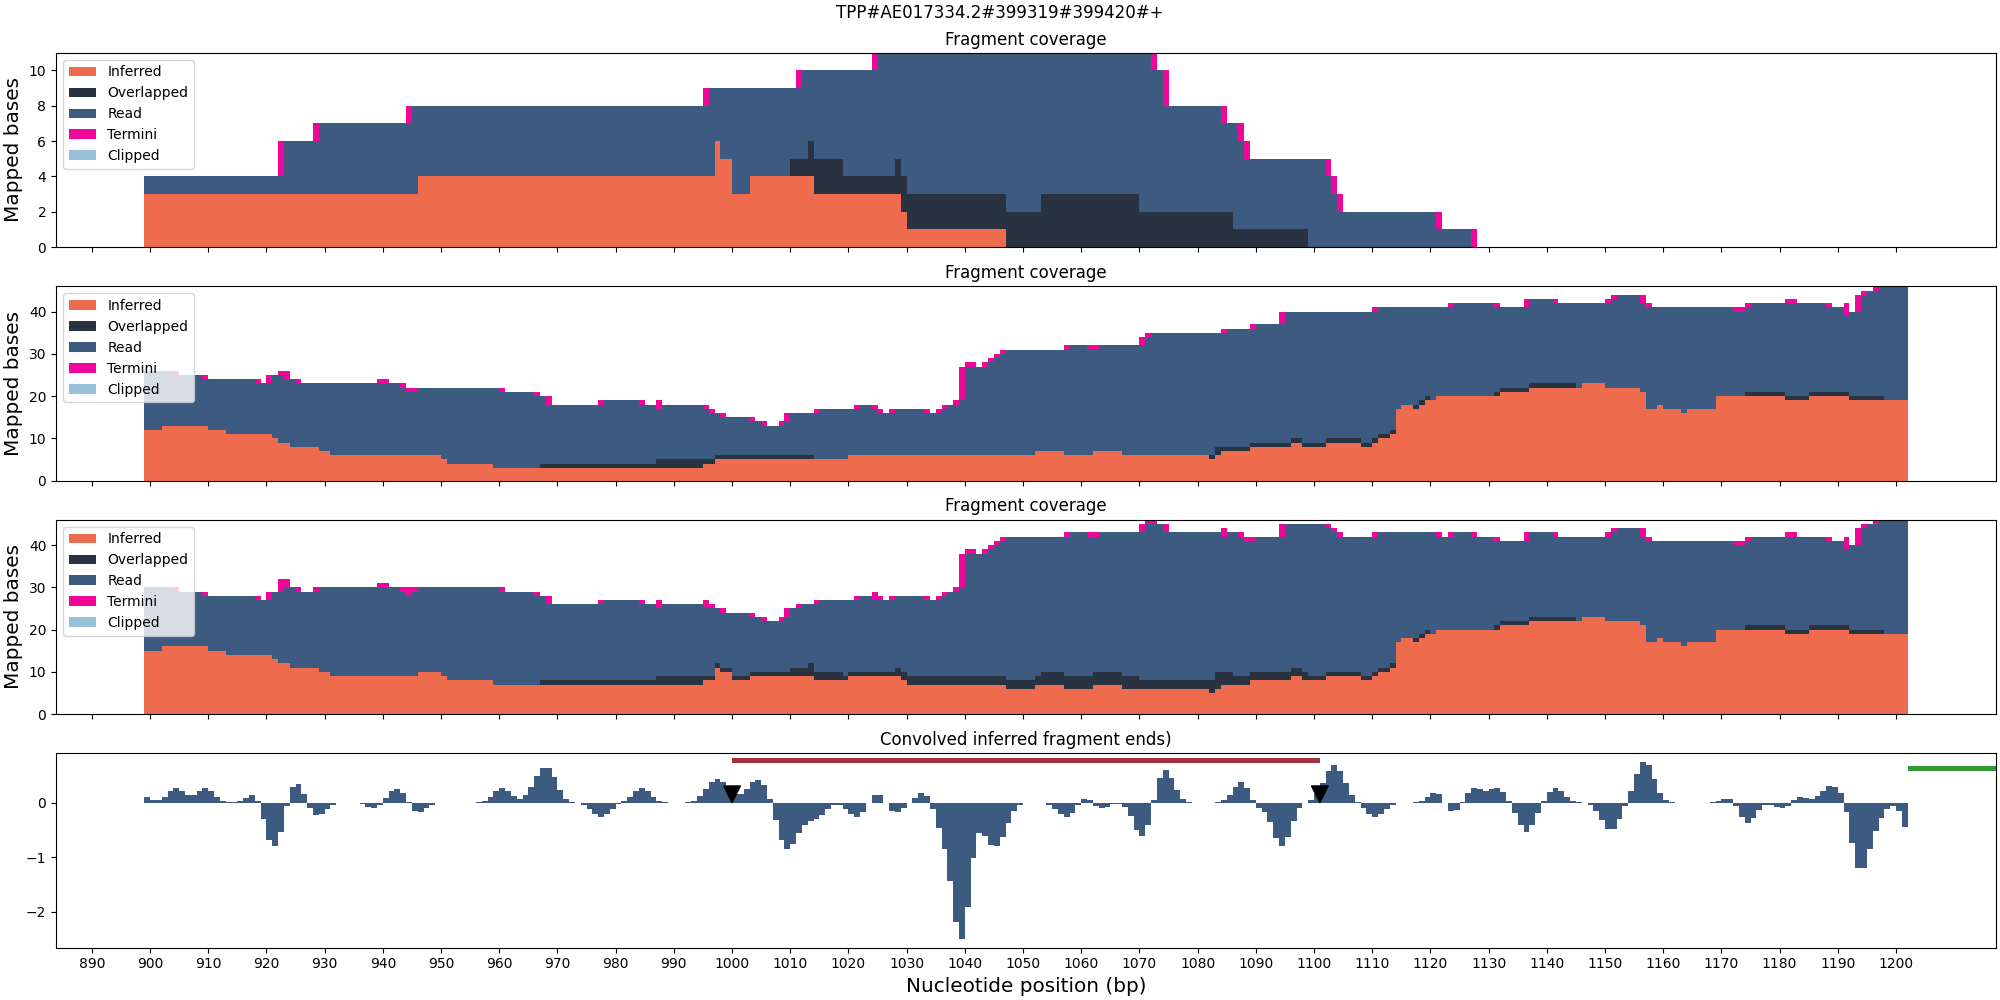 TPP#AE017334.2#399319#399420#+
Fragment coverage
Mapped bases
10
8
6
4
2
0
Inferred
Overlapped
Read
Termini
Clipped
Fragment coverage
Mapped bases
40
30
20
10
0
Inferred
Overlapped
Read
Termini
Clipped
Fragment coverage
Mapped bases
40
30
20
10
0
Inferred
Overlapped
Read
Termini
Clipped
Convolved inferred fragment ends)
0
−1
−2
890 900 910 920 930 940 950 960 970 980 990 1000 1010 1020 1030 1040 1050 1060 1070 1080 1090 1100 1110 1120 1130 1140 1150 1160 1170 1180 1190 1200
Nucleotide position (bp)